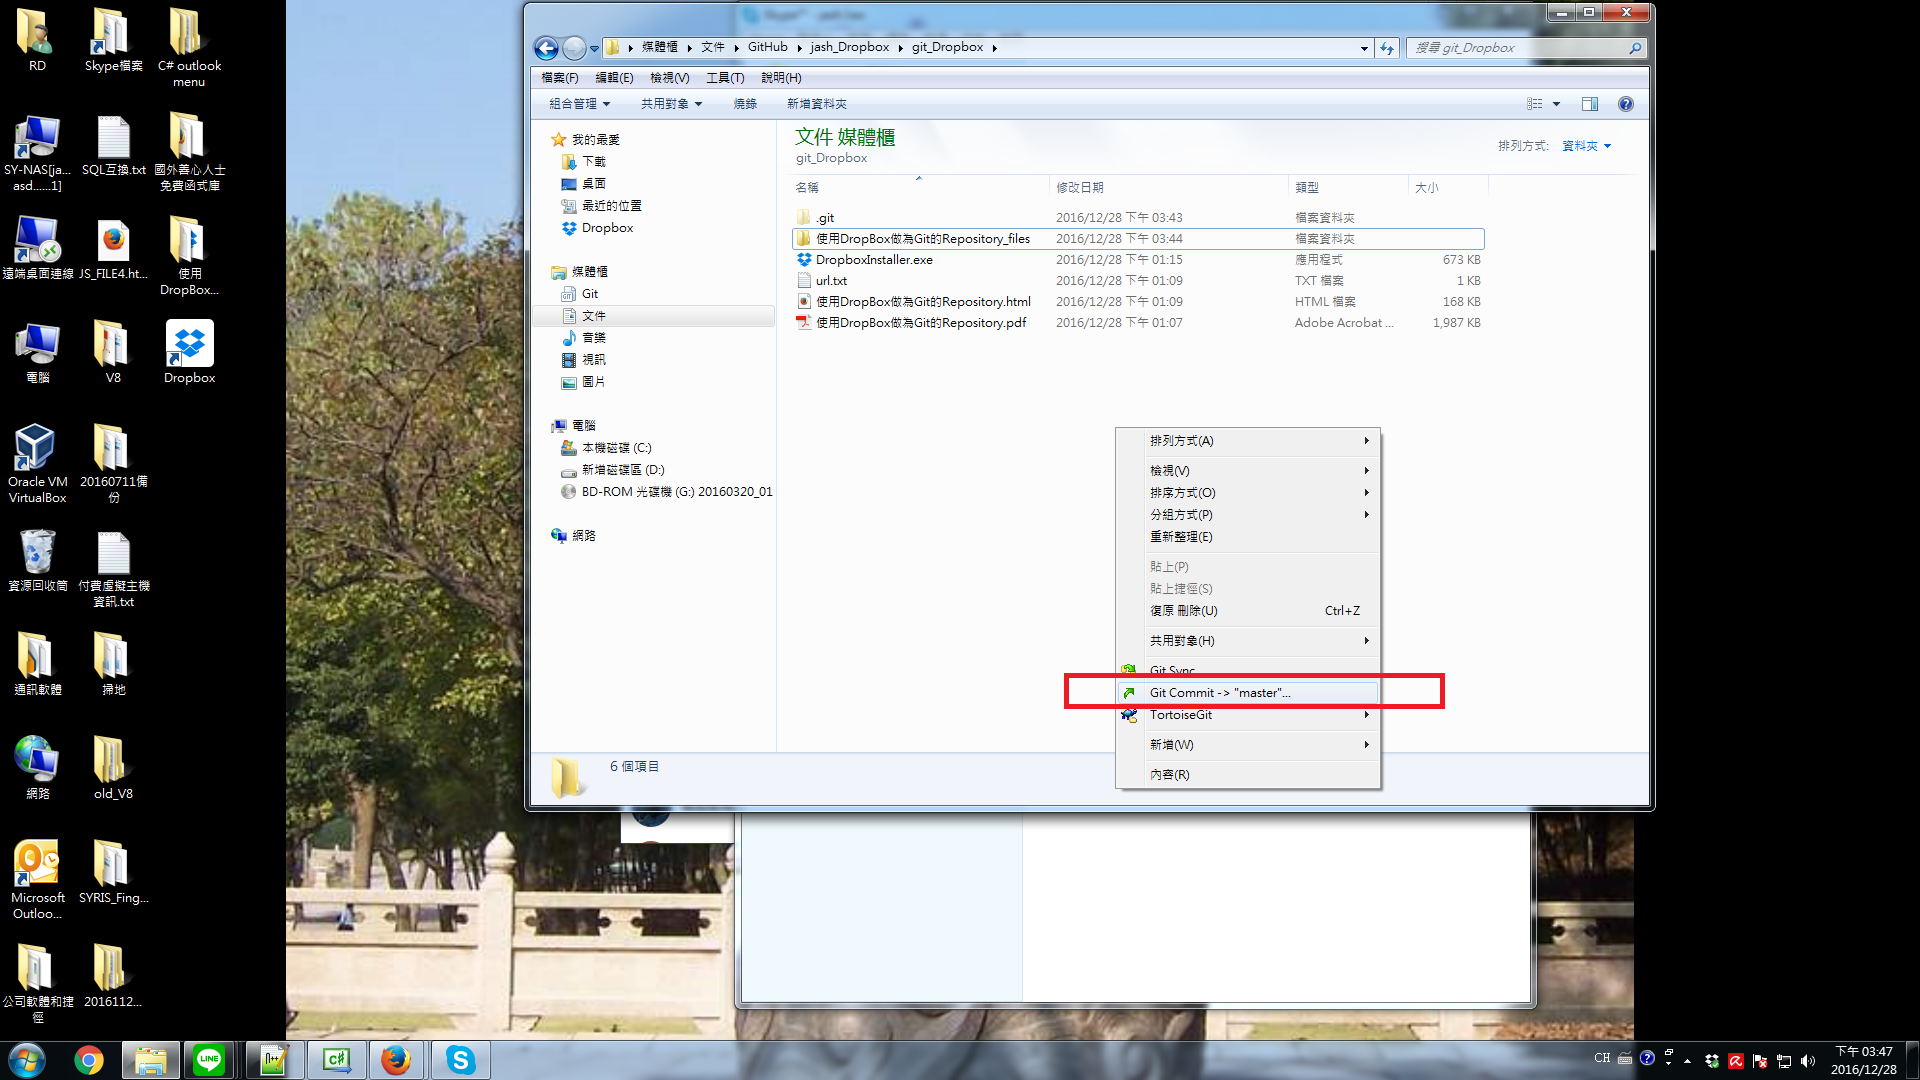 RD
Skype檔案
C# outlook
menu
SY-NAS[ja...
asd......1]
SQL互換.txt
國外善心人士
免費函式庫
遠端桌面連線
JS_FILE4.ht...
使用
DropBox...
電腦
V8
Dropbox
Oracle VM
VirtualBox
20160711備
份
資源回收筒
付費虛擬主機
資訊.txt
通訊軟體
掃地
網路
old_V8
Microsoft
Outloo...
SYRIS_Fing...
公司軟體和捷
徑
2016112...
媒體櫃 文件 GitHub jash_Dropbox git_Dropbox
搜尋 git_Dropbox
檔案(F) 編輯(E) 檢視(V) 工具(T) 說明(H)
組合管理 共用對象 燒錄 新增資料夾
我的最愛
下載
桌面
最近的位置
Dropbox
媒體櫃
Git
文件
音樂
視訊
圖片
電腦
本機磁碟 (C:)
新增磁碟區 (D:)
BD-ROM 光碟機 (G:) 20160320_01
網路
文件 媒體櫃
git_Dropbox
排列方式: 資料夾
名稱 修改日期 類型 大小
.git 2016/12/28 下午 03:43 檔案資料夾
使用DropBox做為Git的Repository_files 2016/12/28 下午 03:44 檔案資料夾
DropboxInstaller.exe 2016/12/28 下午 01:15 應用程式 673 KB
url.txt 2016/12/28 下午 01:09 TXT 檔案 1 KB
使用DropBox做為Git的Repository.html 2016/12/28 下午 01:09 HTML 檔案 168 KB
使用DropBox做為Git的Repository.pdf 2016/12/28 下午 01:07 Adobe Acrobat ... 1,987 KB
排列方式(A)
檢視(V)
排序方式(O)
分組方式(P)
重新整理(E)
貼上(P)
貼上捷徑(S)
復原 刪除(U) Ctrl+Z
共用對象(H)
Git Sync
Git Commit -> "master"...
TortoiseGit
新增(W)
內容(R)
6 個項目
LINE
CH
下午 03:47
2016/12/28